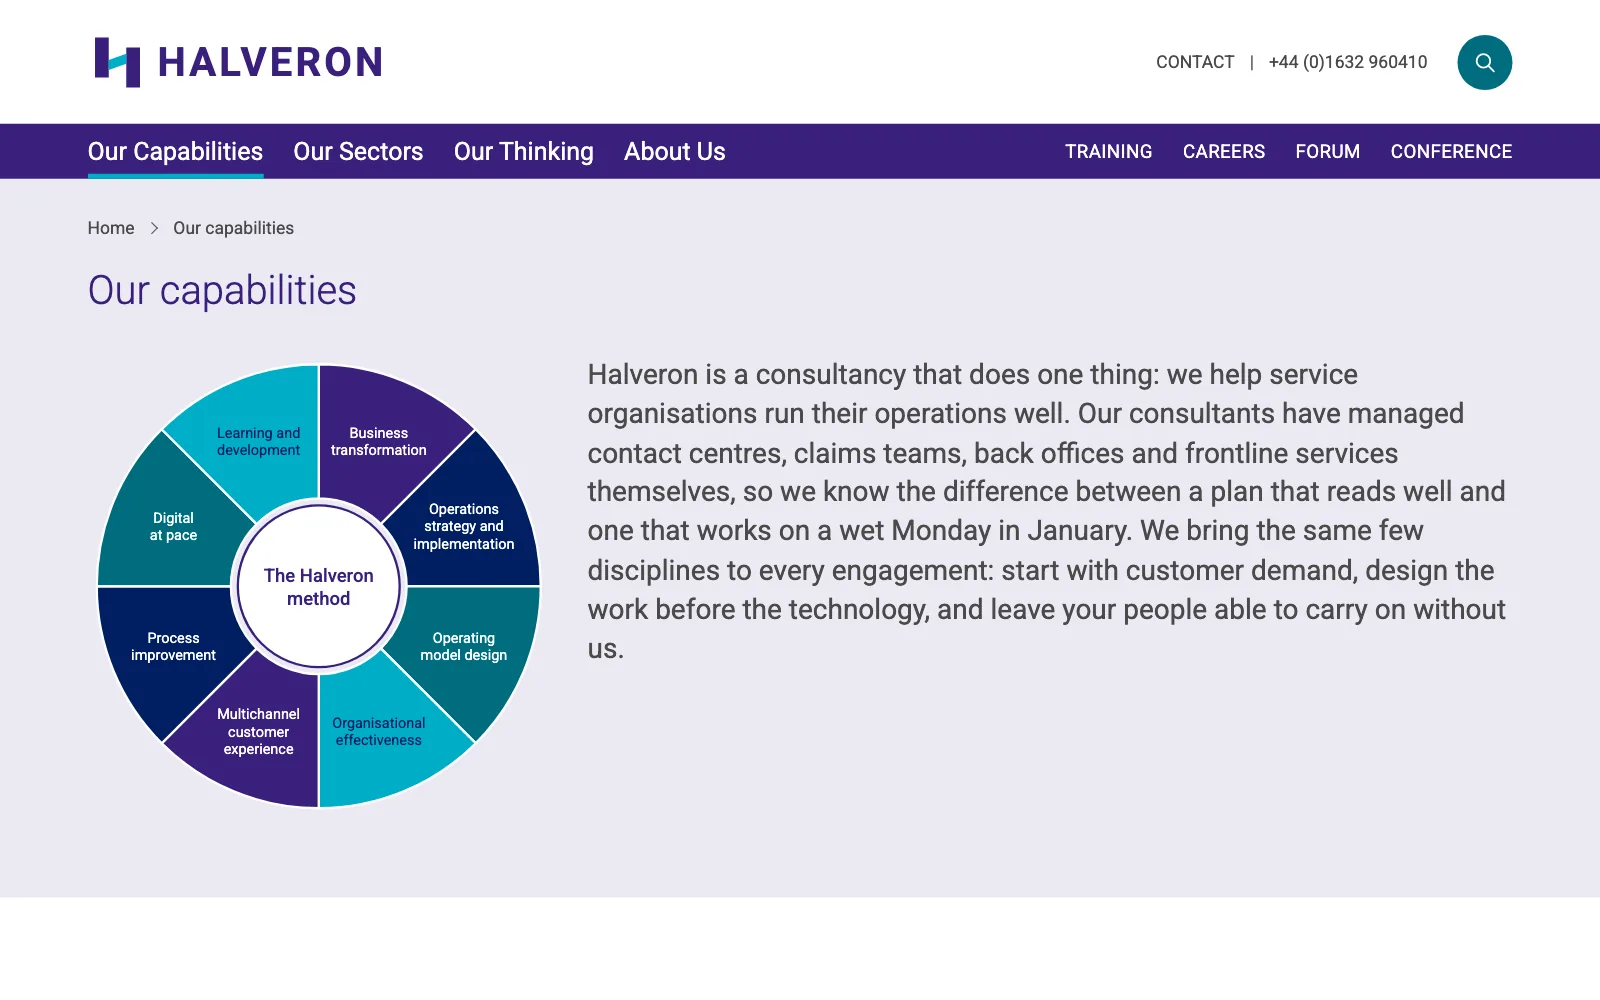 HALVERON
CONTACT | +44 (0)1632 960410
Our Capabilities Our Sectors Our Thinking About Us
TRAINING CAREERS FORUM CONFERENCE
Home > Our capabilities
Our capabilities
Learning and
development
Business
transformation
Operations
strategy and
implementation
Operating
model design
Organisational
effectiveness
Multichannel
customer
experience
Process
improvement
Digital
at pace
The Halveron
method
Halveron is a consultancy that does one thing: we help service
organisations run their operations well. Our consultants have managed
contact centres, claims teams, back offices and frontline services
themselves, so we know the difference between a plan that reads well and
one that works on a wet Monday in January. We bring the same few
disciplines to every engagement: start with customer demand, design the
work before the technology, and leave your people able to carry on without
us.